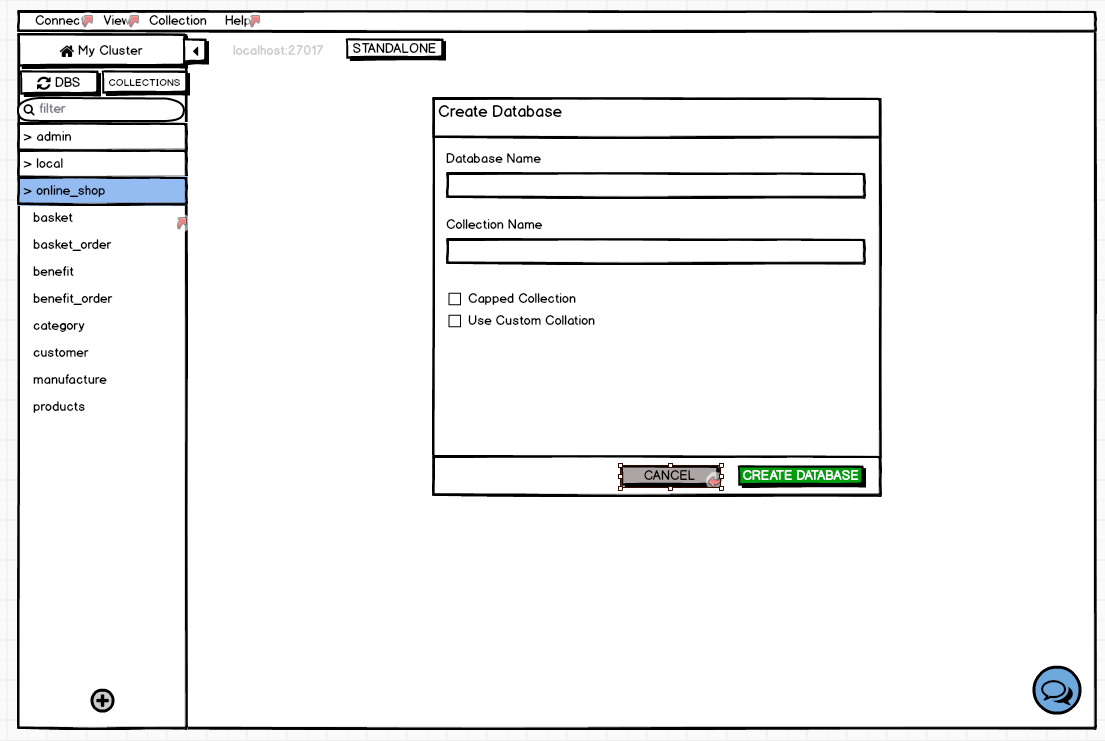 Connec View Collection Help
My Cluster
localhost:27017
STANDALONE
DBS
COLLECTIONS
filter
> admin
> local
> online_shop
basket
basket_order
benefit
benefit_order
category
customer
manufacture
products
Create Database
Database Name
Collection Name
Capped Collection
Use Custom Collation
CANCEL
CREATE DATABASE